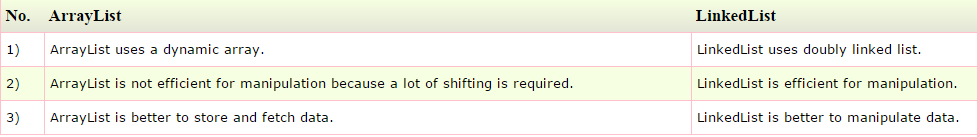 No. ArrayList LinkedList
1) ArrayList uses a dynamic array. LinkedList uses doubly linked list.
2) ArrayList is not efficient for manipulation because a lot of shifting is required. LinkedList is efficient for manipulation.
3) ArrayList is better to store and fetch data. LinkedList is better to manipulate data.